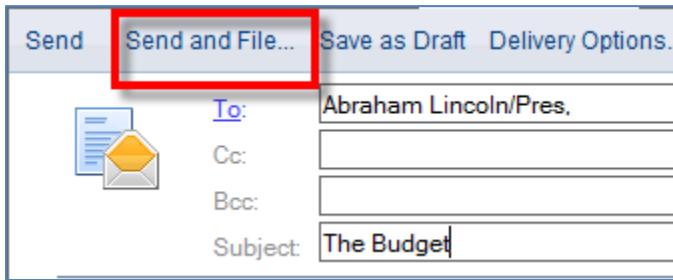 Send Send and File... Save as Draft Delivery Options.
To: Abraham Lincoln/Pres,
Cc:
Bcc:
Subject: The Budget